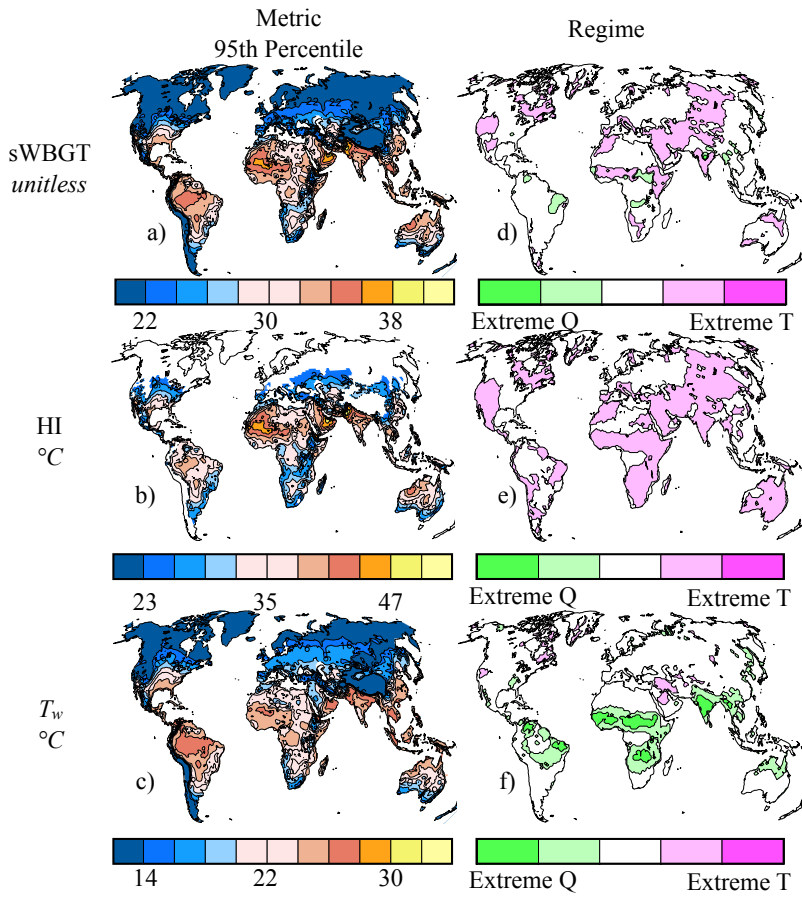 Metric
95th Percentile
Regime
sWBGT
unitless
a)
d)
22
30
38
Extreme Q
Extreme T
HI
°C
b)
e)
23
35
47
Extreme Q
Extreme T
Tw
°C
c)
f)
14
22
30
Extreme Q
Extreme T